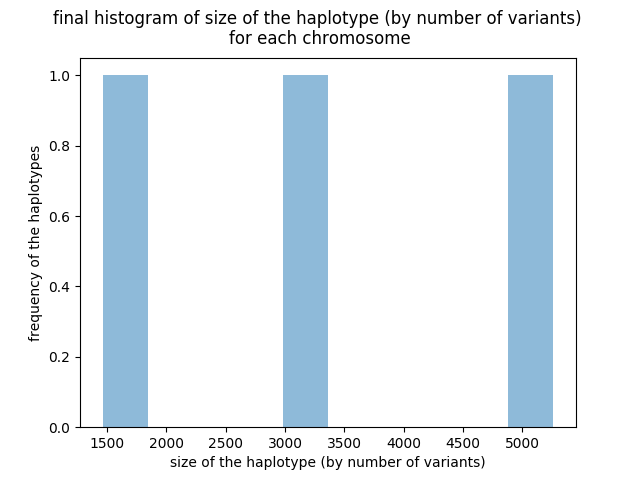 final histogram of size of the haplotype (by number of variants)
for each chromosome
frequency of the haplotypes
1.0
0.8
0.6
0.4
0.2
0.0
1500 2000 2500 3000 3500 4000 4500 5000
size of the haplotype (by number of variants)